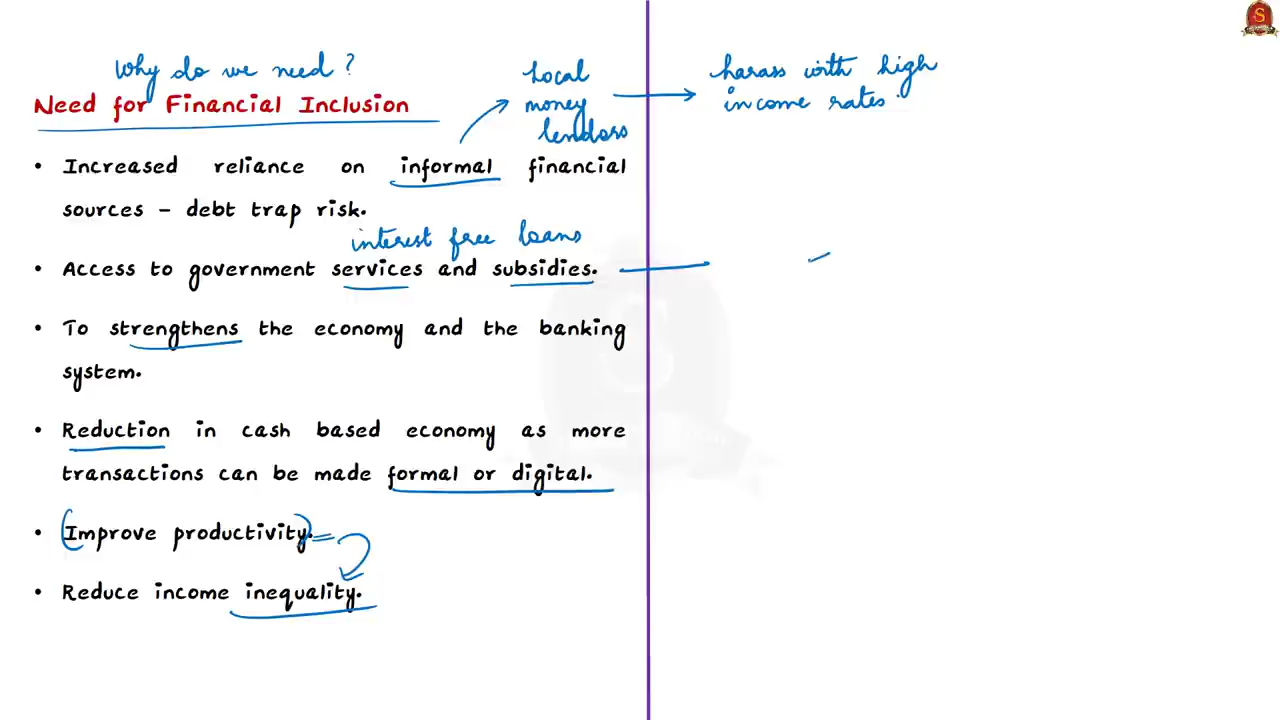 Why do we need?
Need for Financial Inclusion
Local
money
lenders
harass with high
income rates.
• Increased reliance on informal financial
sources – debt trap risk.
interest free loans
• Access to government services and subsidies.
• To strengthens the economy and the banking
system.
• Reduction in cash based economy as more
transactions can be made formal or digital.
• (Improve productivity).
• Reduce income inequality.